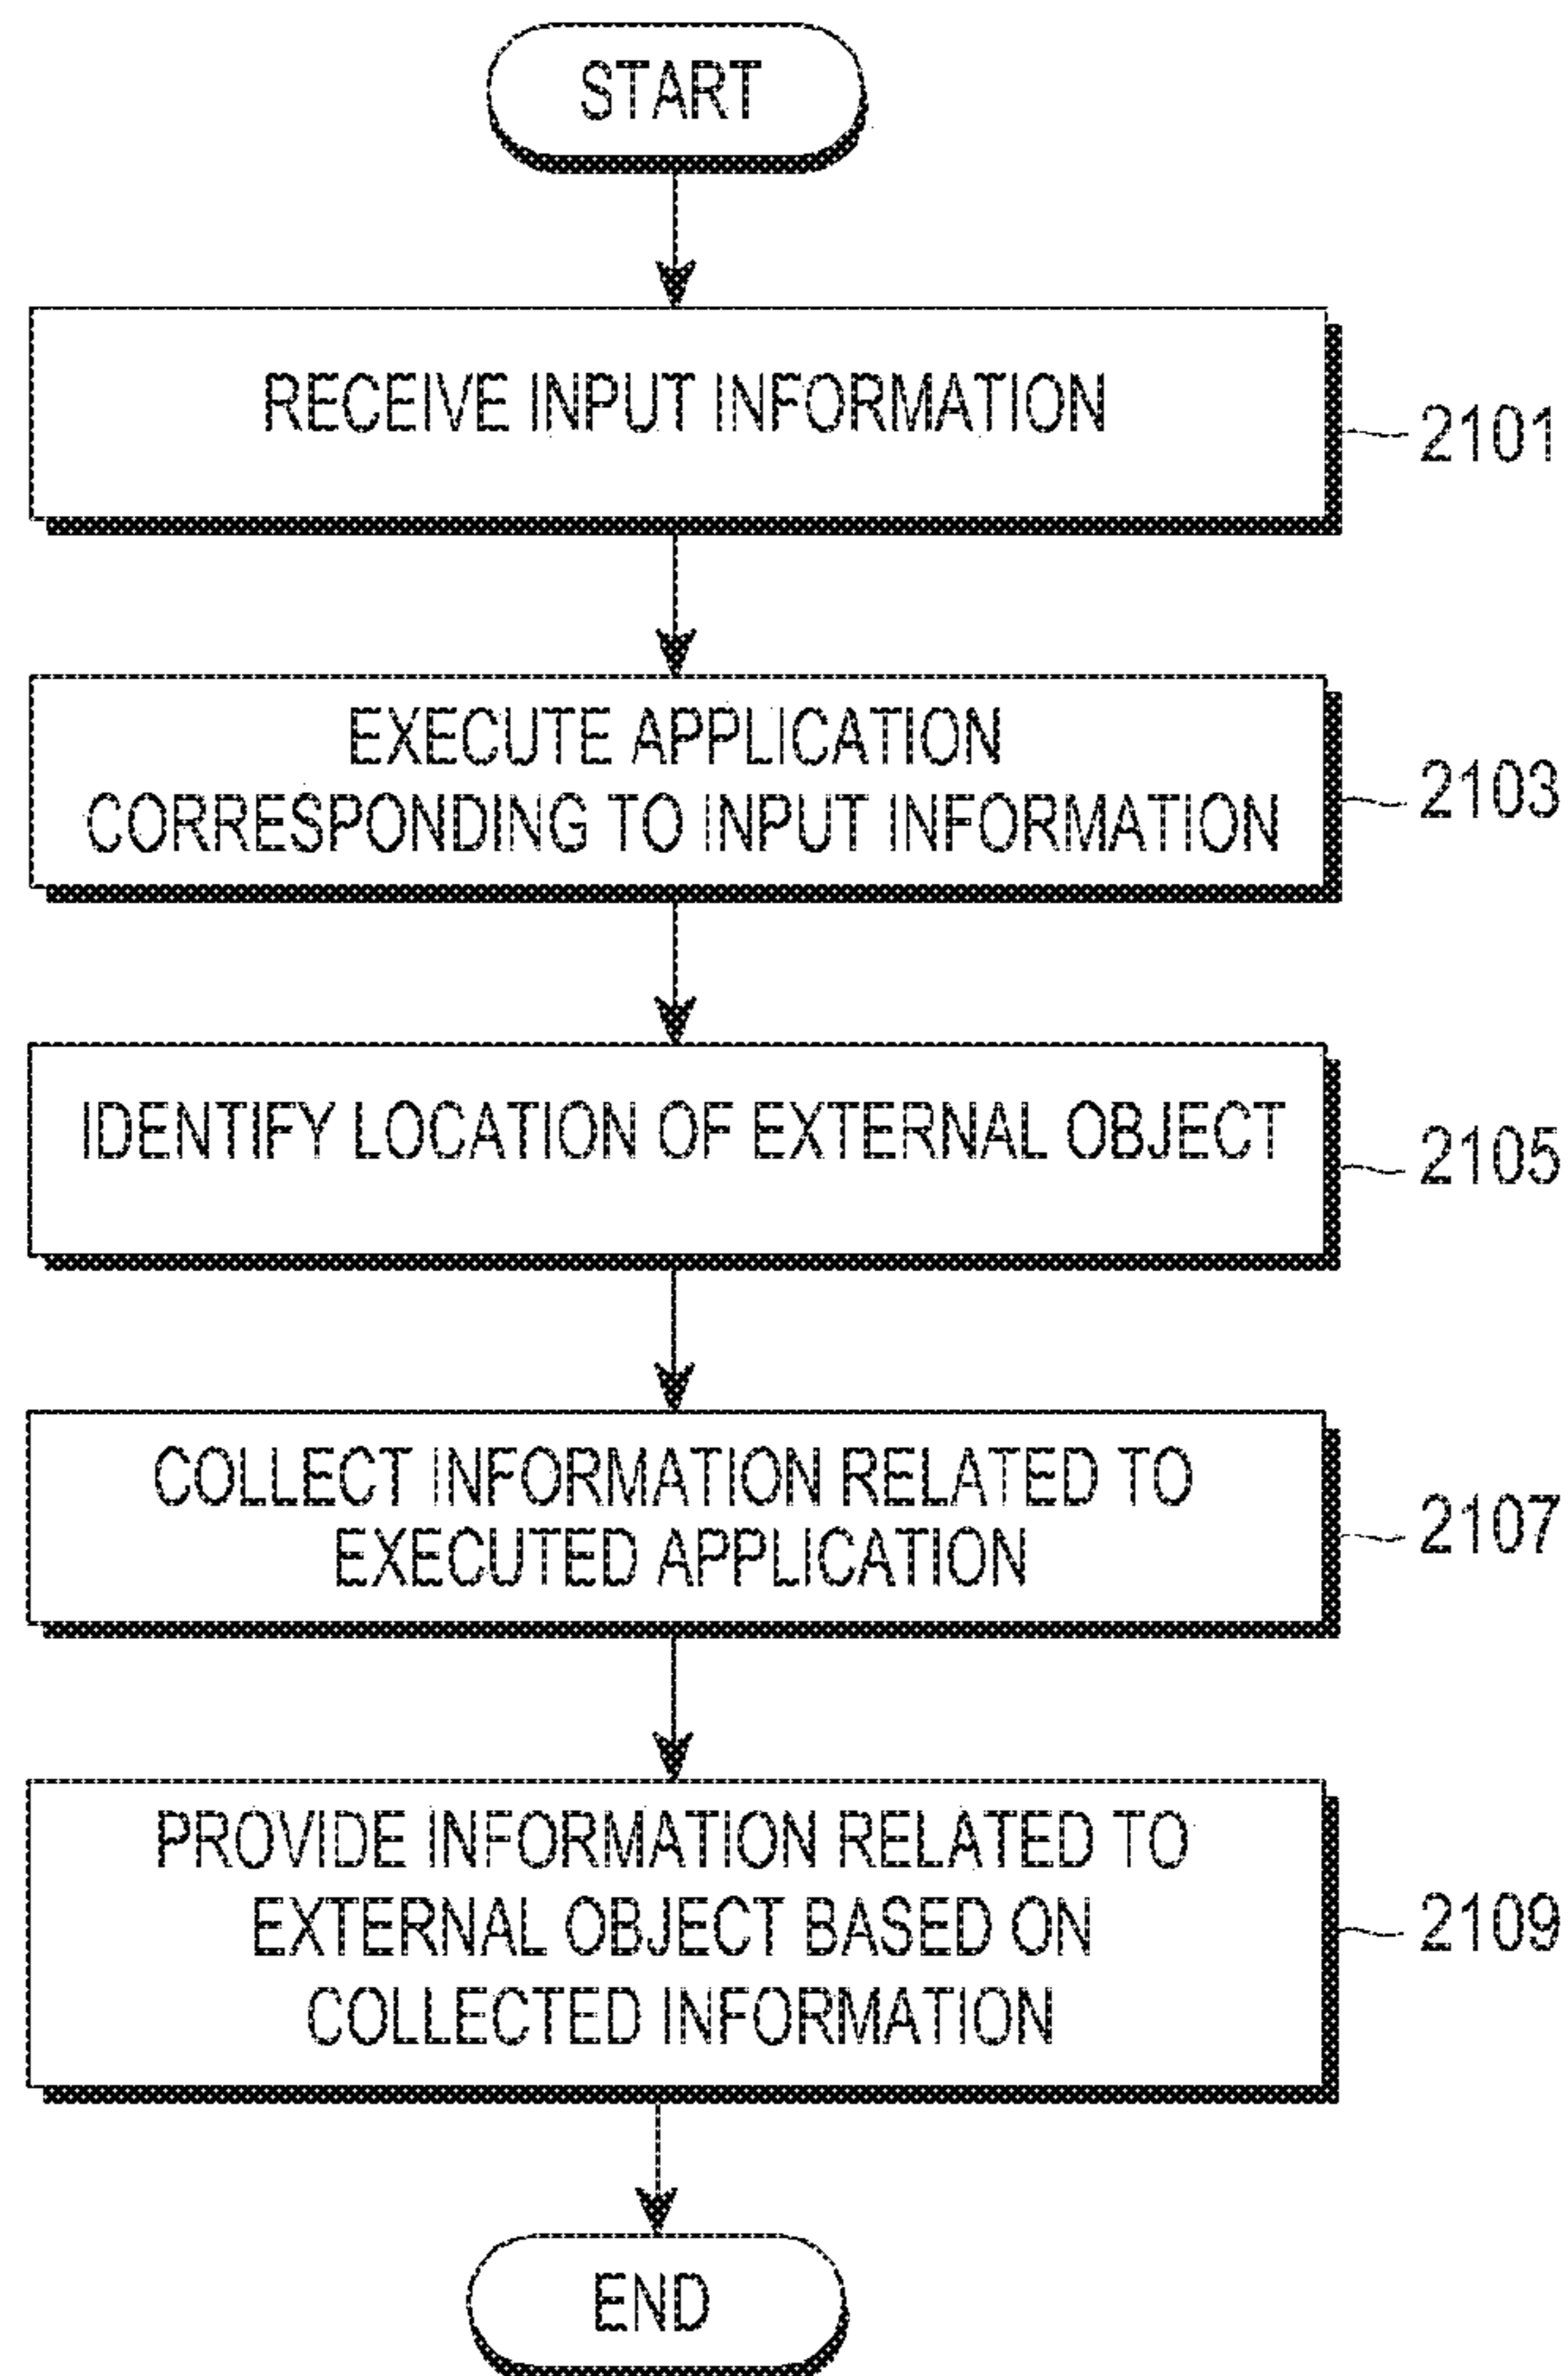 START
RECEIVE INPUT INFORMATION
2101
EXECUTE APPLICATION
CORRESPONDING TO INPUT INFORMATION
2103
IDENTIFY LOCATION OF EXTERNAL OBJECT
2105
COLLECT INFORMATION RELATED TO
EXECUTED APPLICATION
2107
PROVIDE INFORMATION RELATED TO
EXTERNAL OBJECT BASED ON
COLLECTED INFORMATION
2109
END